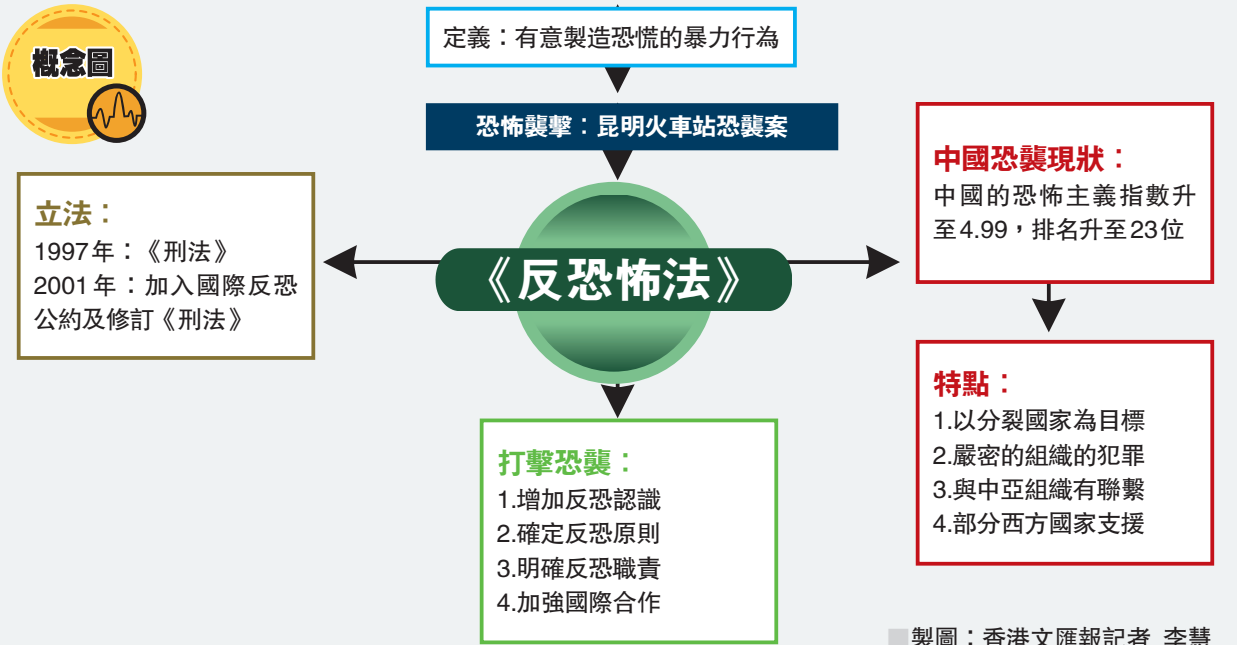 概念圖
定義：有意製造恐慌的暴力行為
恐怖襲擊：昆明火車站恐襲案
立法：
1997年：《刑法》
2001年：加入國際反恐
公約及修訂《刑法》
《反恐怖法》
中國恐襲現狀：
中國的恐怖主義指數升
至4.99，排名升至23位
特點：
1.以分裂國家為目標
2.嚴密的組織的犯罪
3.與中亞組織有聯繫
4.部分西方國家支援
打擊恐襲：
1.增加反恐認識
2.確定反恐原則
3.明確反恐職責
4.加強國際合作
製圖：香港文匯報記者 李慧